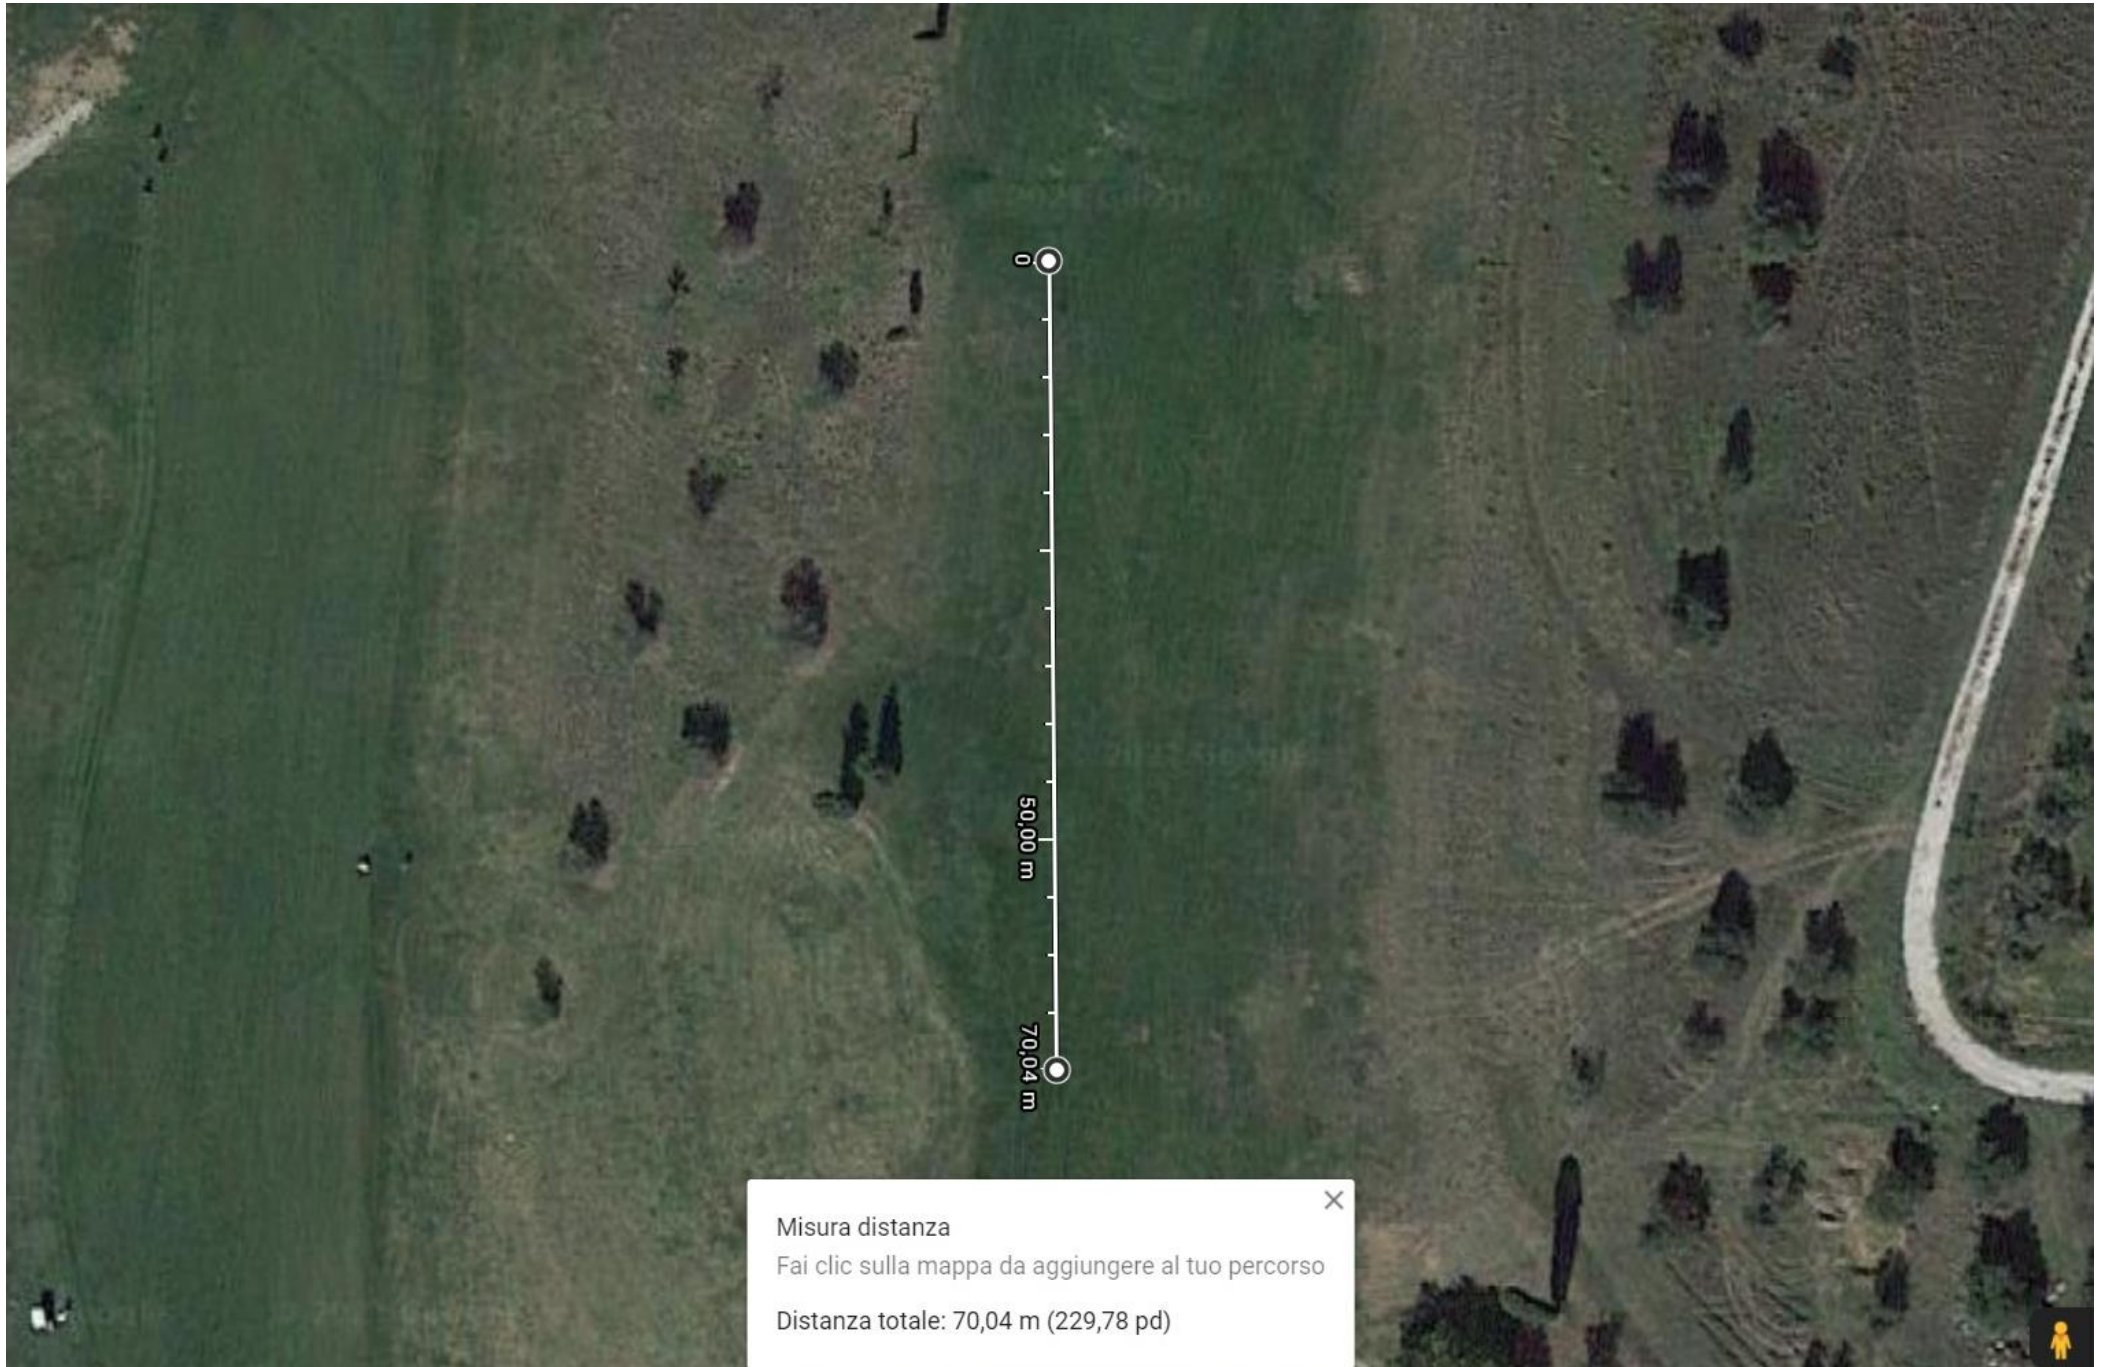 0
50,00 m
70,04 m
Misura distanza
Fai clic sulla mappa da aggiungere al tuo percorso
Distanza totale: 70,04 m (229,78 pd)